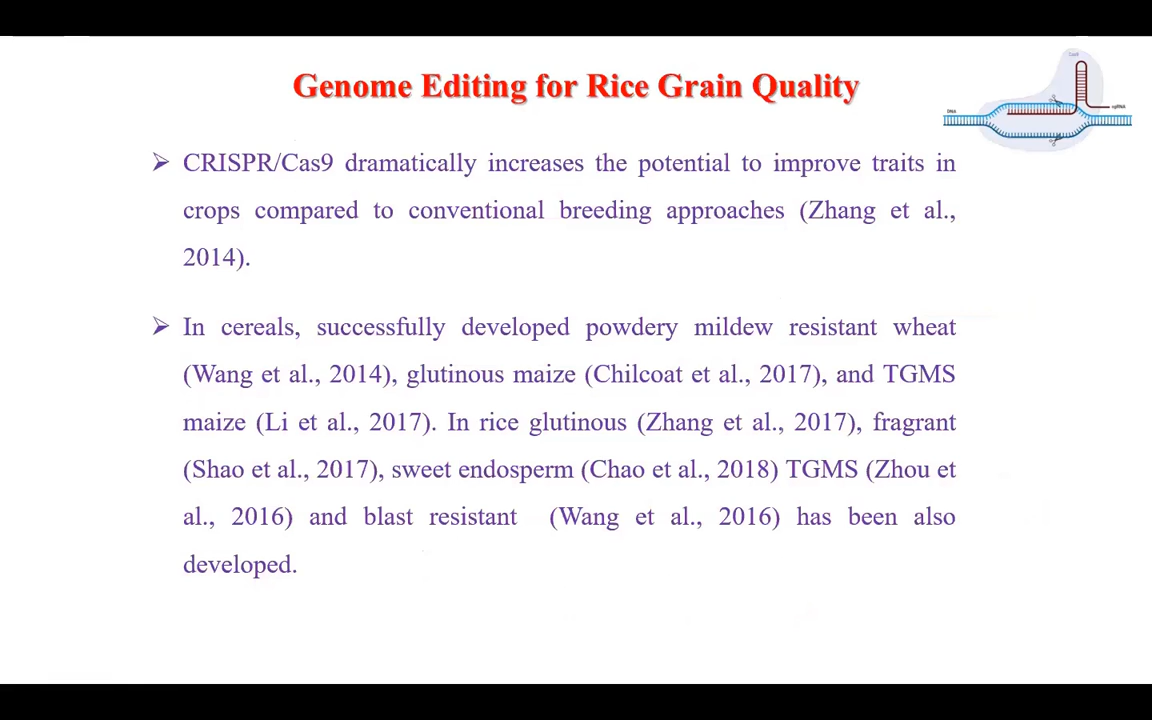 Genome Editing for Rice Grain Quality
Cas9
DNA
sgRNA
➢ CRISPR/Cas9 dramatically increases the potential to improve traits in
crops compared to conventional breeding approaches (Zhang et al.,
2014).
➢ In cereals, successfully developed powdery mildew resistant wheat
(Wang et al., 2014), glutinous maize (Chilcoat et al., 2017), and TGMS
maize (Li et al., 2017). In rice glutinous (Zhang et al., 2017), fragrant
(Shao et al., 2017), sweet endosperm (Chao et al., 2018) TGMS (Zhou et
al., 2016) and blast resistant (Wang et al., 2016) has been also
developed.